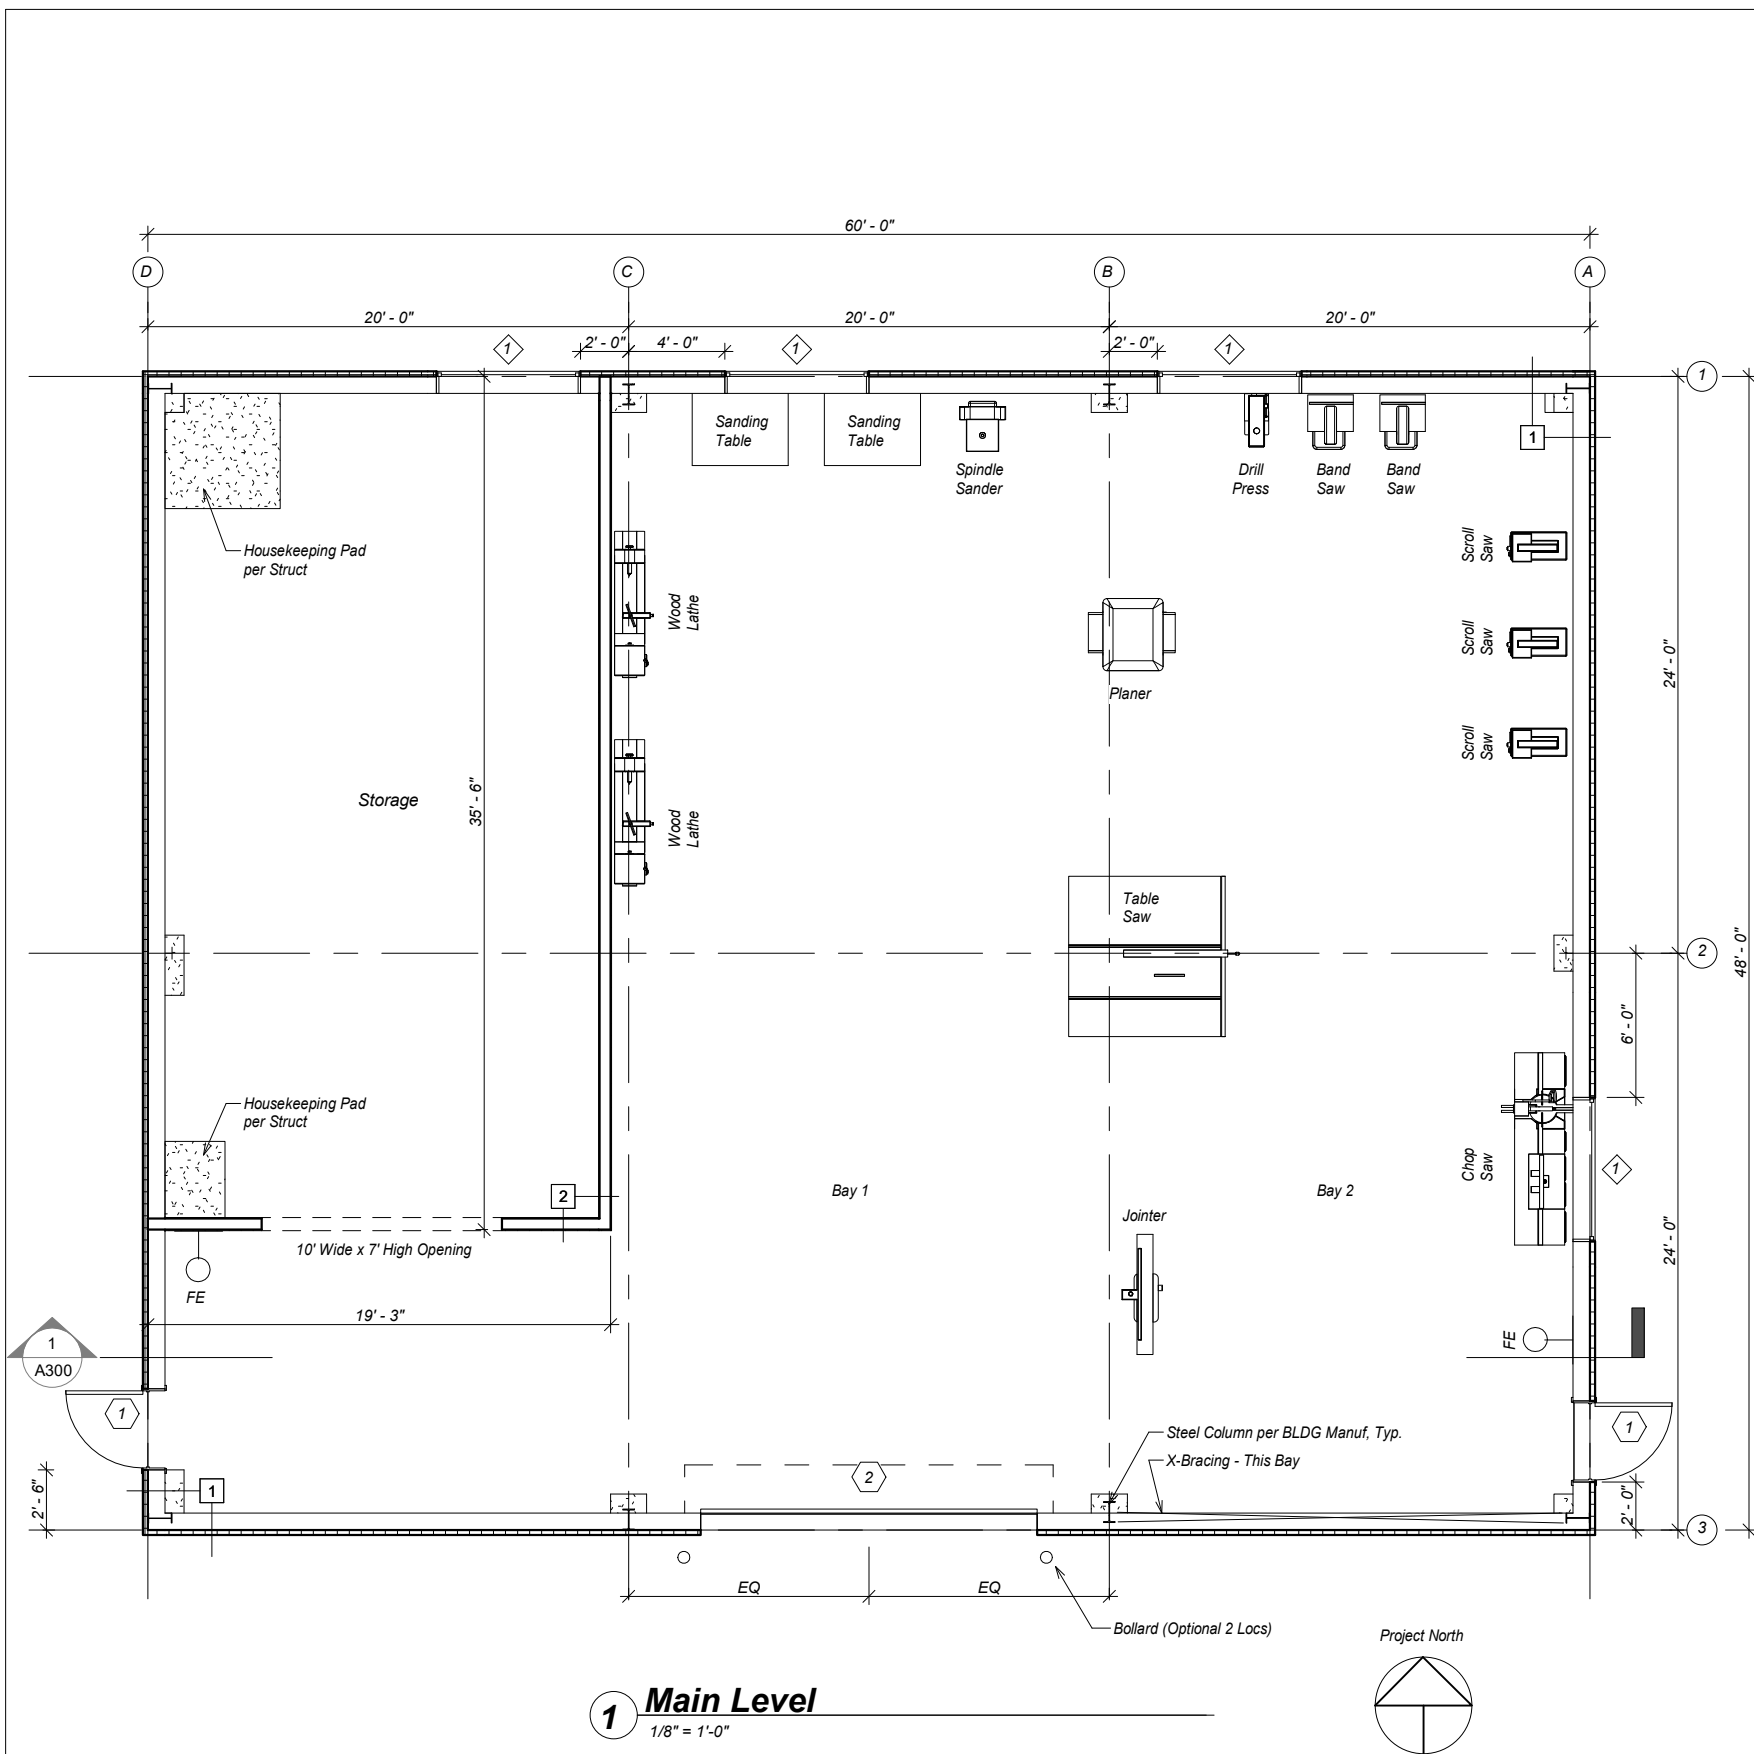 60' - 0"
D
C
B
A
20' - 0"
20' - 0"
20' - 0"
1
2' - 0"
4' - 0"
1
2' - 0"
1
1
Sanding
Table
Sanding
Table
1
Spindle
Sander
Drill
Press
Band
Saw
Band
Saw
Housekeeping Pad
per Struct
Scroll
Saw
Wood
Lathe
Scroll
Saw
24' - 0"
Planer
Scroll
Saw
Storage
35' - 6"
Wood
Lathe
Table
Saw
2
48' - 0"
6' - 0"
Housekeeping Pad
per Struct
Chop
Saw
1
2
Bay 1
Bay 2
Jointer
24' - 0"
10' Wide x 7' High Opening
FE
19' - 3"
FE
1
A300
1
1
Steel Column per BLDG Manuf, Typ.
X-Bracing - This Bay
2
2' - 6"
1
2' - 0"
3
EQ
EQ
Bollard (Optional 2 Locs)
Project North
1
Main Level
1/8" = 1'-0"